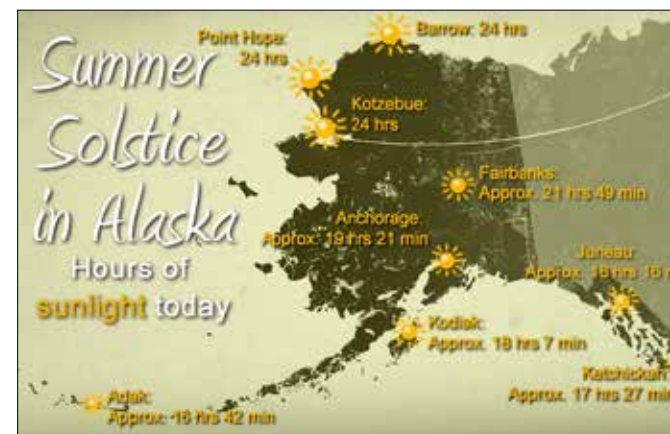 Summer
Solstice
in Alaska
Hours of
sunlight today
Point Hope:
24 hrs
Barrow: 24 hrs
Kotzebue:
24 hrs
Fairbanks:
Approx. 21 hrs 49 min
Anchorage:
Approx. 19 hrs 21 min
Juneau:
Approx. 18 hrs 16
Kodiak:
Approx. 18 hrs 7 min
Ketchickan:
Approx. 17 hrs 27 min
Adak:
Approx. 16 hrs 42 min